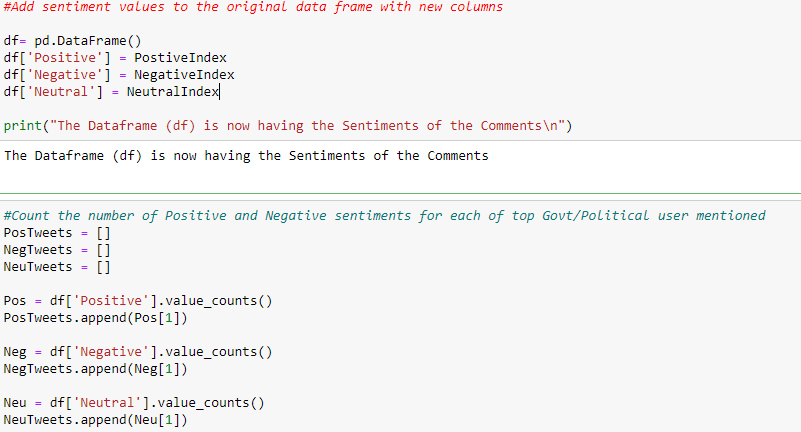 #Add sentiment values to the original data frame with new columns
df= pd.DataFrame()
df['Positive'] = PostiveIndex
df['Negative'] = NegativeIndex
df['Neutral'] = NeutralIndex
print("The Dataframe (df) is now having the Sentiments of the Comments\n")
The Dataframe (df) is now having the Sentiments of the Comments
#Count the number of Positive and Negative sentiments for each of top Govt/Political user mentioned
PosTweets = []
NegTweets = []
NeuTweets = []
Pos = df['Positive'].value_counts()
PosTweets.append(Pos[1])
Neg = df['Negative'].value_counts()
NegTweets.append(Neg[1])
Neu = df['Neutral'].value_counts()
NeuTweets.append(Neu[1])